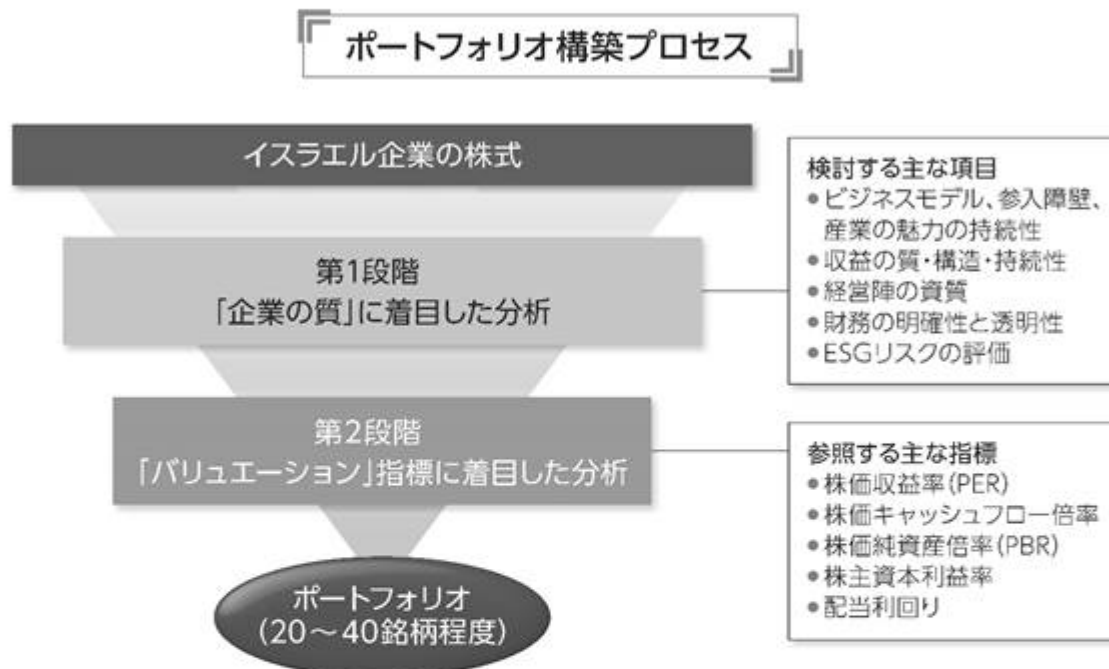 ポートフォリオ構築プロセス
イスラエル企業の株式
第1段階
「企業の質」に着目した分析
検討する主な項目
●ビジネスモデル、参入障壁、
産業の魅力の持続性
●収益の質・構造・持続性
●経営陣の資質
●財務の明確性と透明性
●ESGリスクの評価
第2段階
「バリュエーション」指標に着目した分析
参照する主な指標
●株価収益率(PER)
●株価キャッシュフロー倍率
●株価純資産倍率(PBR)
●株主資本利益率
●配当利回り
ポートフォリオ
(20〜40銘柄程度)